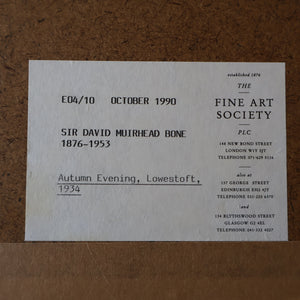 established 1876
THE
FINE ART
SOCIETY
PLC
148 NEW BOND STREET
LONDON W1Y 0JT
TELEPHONE 071-629 5116
also at
137 GEORGE STREET
EDINBURGH EH2 4JY
TELEPHONE 031-220 6370
(and
134 BLYTHSWOOD STREET
GLASGOW G2 4EL
TELEPHONE 041-332 4027
E04/10 OCTOBER 1990
SIR DAVID MUIRHEAD BONE
1876-1953
Autumn Evening, Lowestoft,
1934